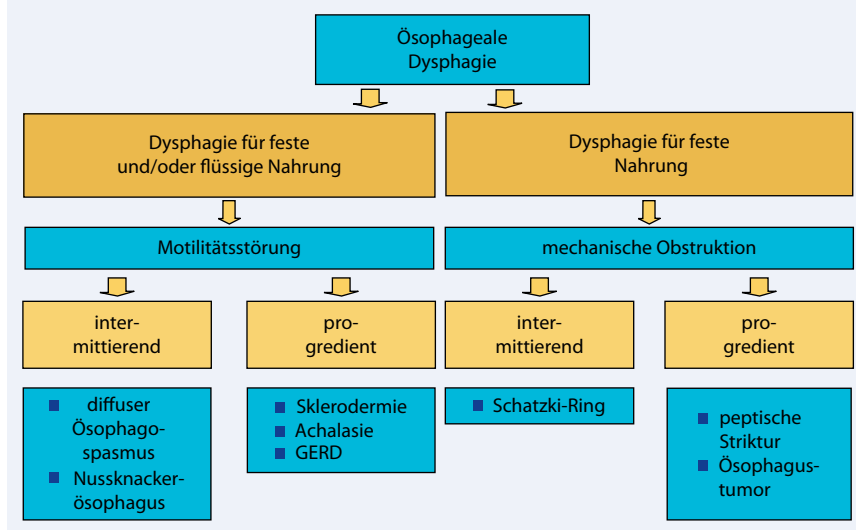 Ösophageale
Dysphagie
Dysphagie für feste
und/oder flüssige Nahrung
Dysphagie für feste
Nahrung
Motilitätsstörung
mechanische Obstruktion
inter-
mittierend
pro-
gredient
inter-
mittierend
pro-
gredient
diffuser
Ösophago-
spasmus
Nussknacker-
ösophagus
Sklerodermie
Achalasie
GERD
Schatzki-Ring
peptische
Striktur
Ösophagus-
tumor